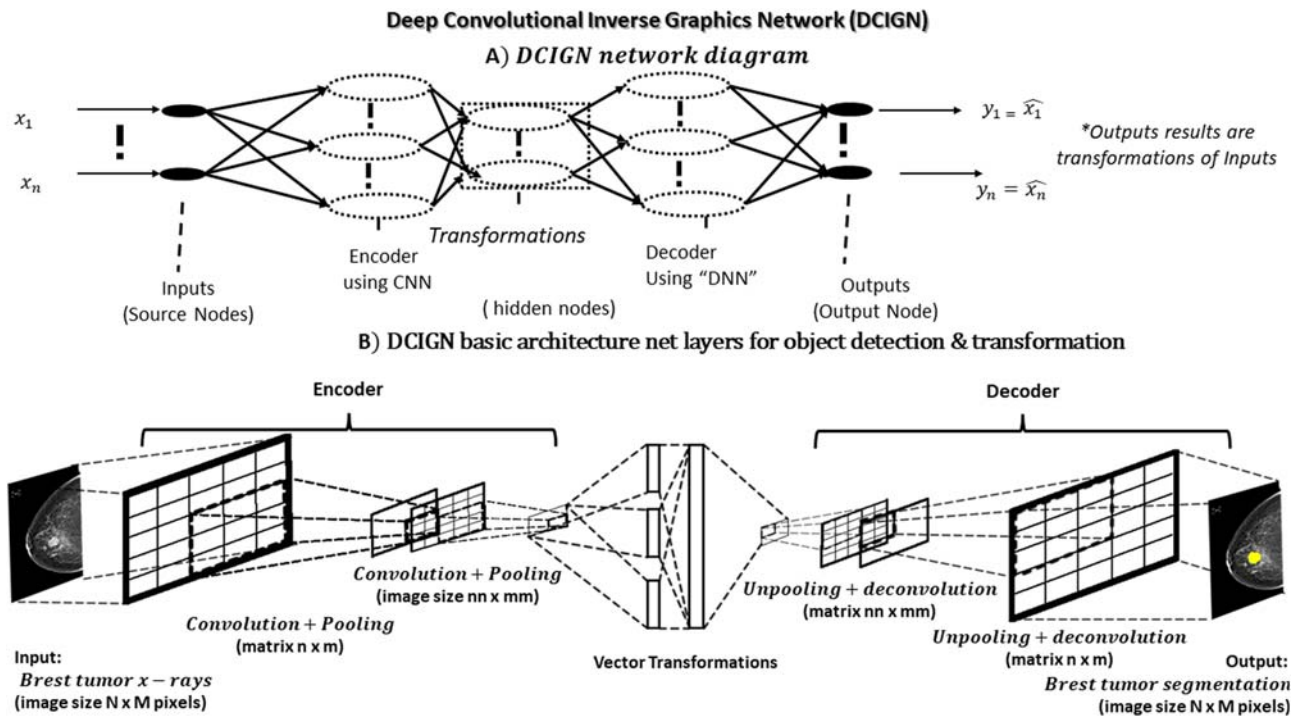 Deep Convolutional Inverse Graphics Network (DCIGN)
A) DCIGN network diagram
x₁
xₙ
y₁ = x̂₁
yₙ = x̂ₙ
*Outputs results are
transformations of Inputs
Inputs
(Source Nodes)
Encoder
using CNN
Transformations
( hidden nodes)
Decoder
Using “DNN”
Outputs
(Output Node)
B) DCIGN basic architecture net layers for object detection & transformation
Encoder
Decoder
Convolution + Pooling
(image size nn x mm)
Convolution + Pooling
(matrix n x m)
Vector Transformations
Unpooling + deconvolution
(matrix nn x mm)
Unpooling + deconvolution
(matrix n x m)
Input:
Brest tumor x − rays
(image size N x M pixels)
Output:
Brest tumor segmentation
(image size N x M pixels)